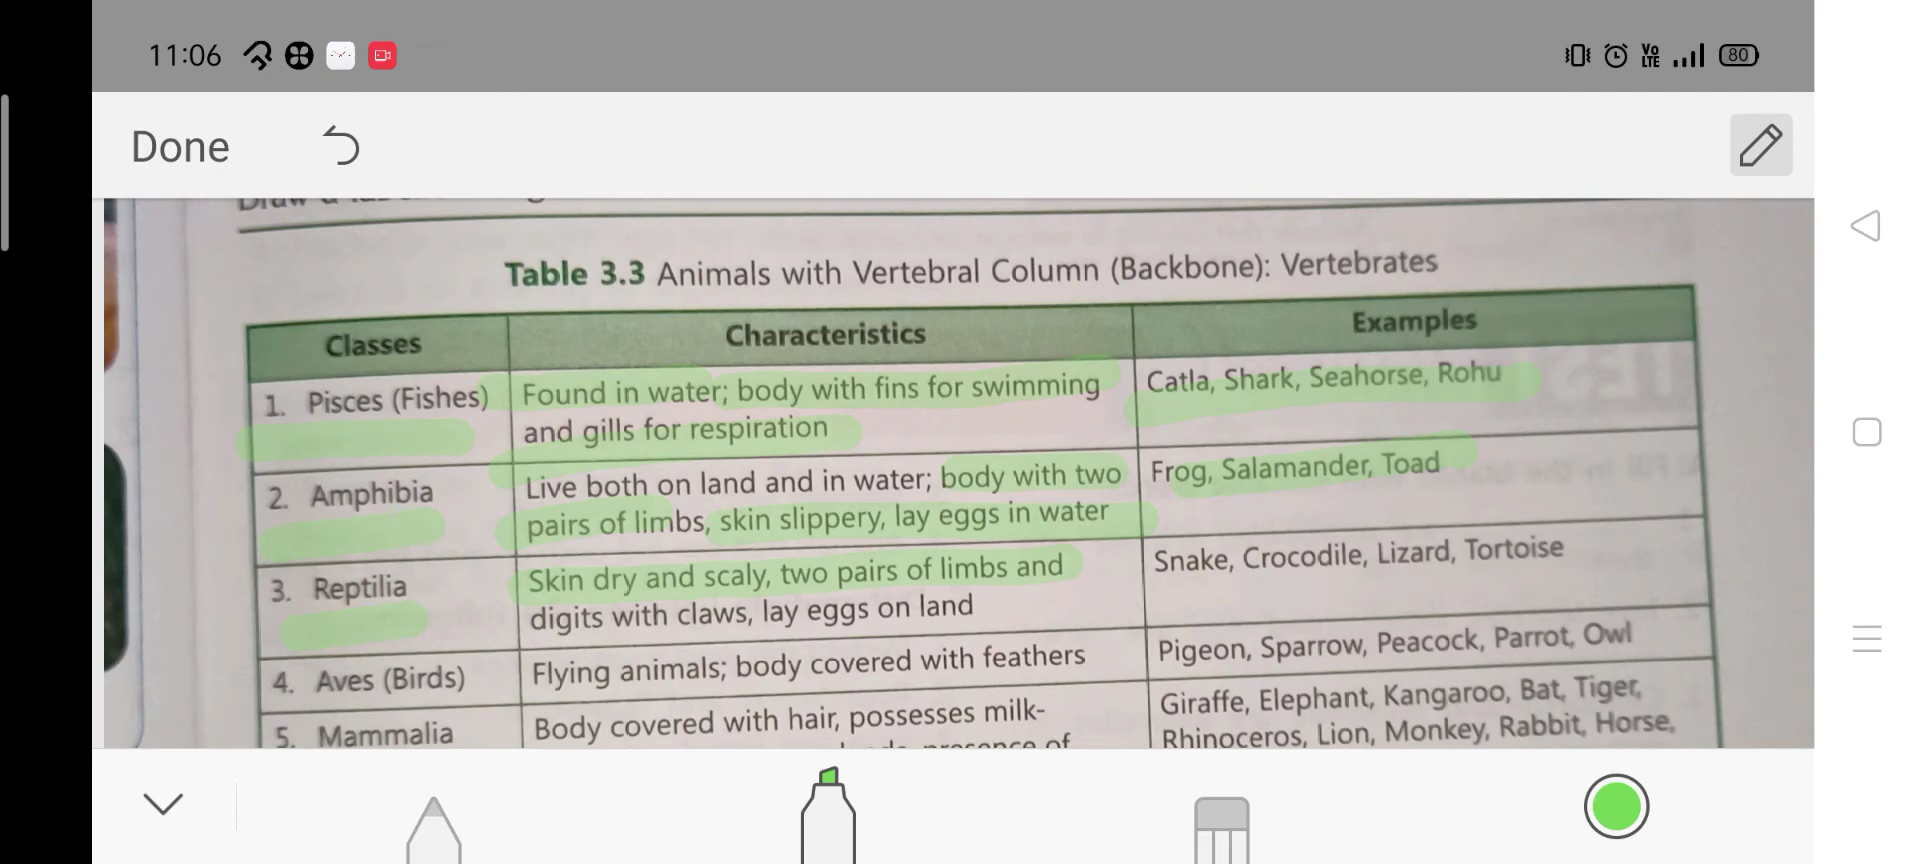 11:06
Vo
LTE
80
Done
Table 3.3 Animals with Vertebral Column (Backbone): Vertebrates
Classes Characteristics Examples
1. Pisces (Fishes) Found in water; body with fins for swimming Catla, Shark, Seahorse, Rohu
and gills for respiration
2. Amphibia Live both on land and in water; body with two Frog, Salamander, Toad
pairs of limbs, skin slippery, lay eggs in water
3. Reptilia Skin dry and scaly, two pairs of limbs and Snake, Crocodile, Lizard, Tortoise
digits with claws, lay eggs on land
4. Aves (Birds) Flying animals; body covered with feathers Pigeon, Sparrow, Peacock, Parrot, Owl
5. Mammalia Body covered with hair, possesses milk- Giraffe, Elephant, Kangaroo, Bat, Tiger,
presence of Rhinoceros, Lion, Monkey, Rabbit, Horse,